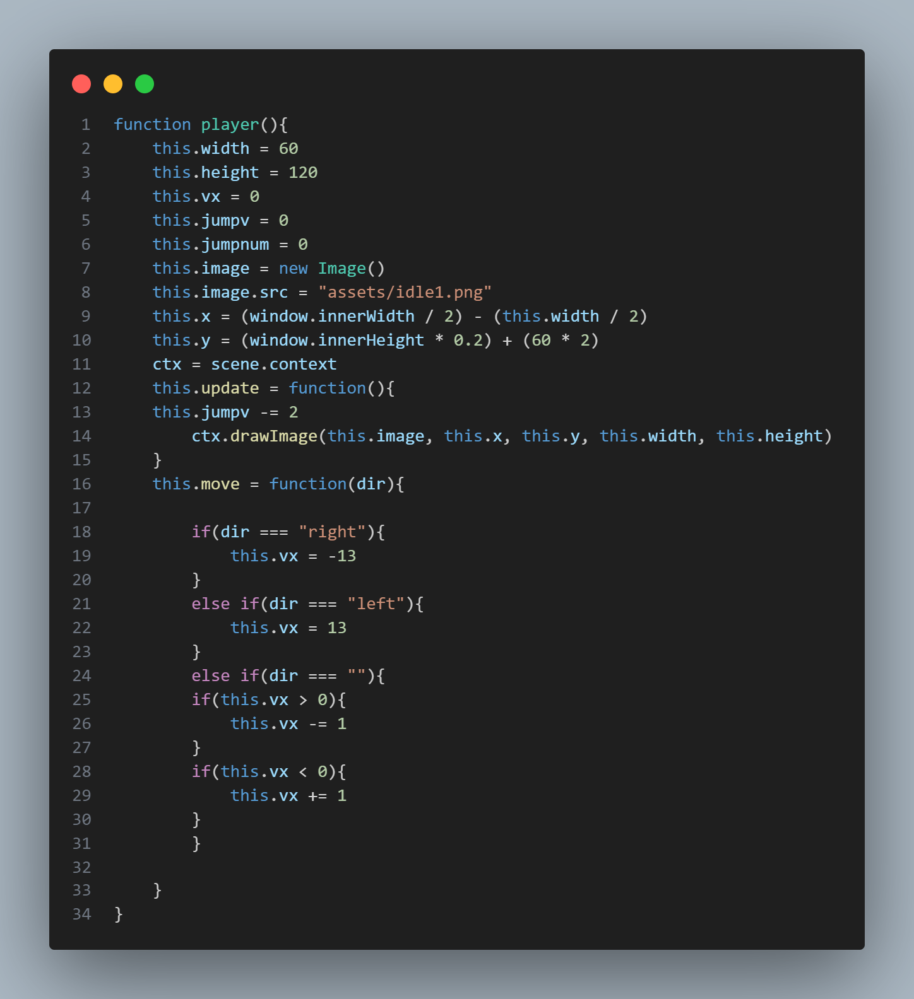 1 function player(){
2     this.width = 60
3     this.height = 120
4     this.vx = 0
5     this.jumpv = 0
6     this.jumpnum = 0
7     this.image = new Image()
8     this.image.src = "assets/idle1.png"
9     this.x = (window.innerWidth / 2) - (this.width / 2)
10     this.y = (window.innerHeight * 0.2) + (60 * 2)
11     ctx = scene.context
12     this.update = function(){
13     this.jumpv -= 2
14         ctx.drawImage(this.image, this.x, this.y, this.width, this.height)
15     }
16     this.move = function(dir){
17
18         if(dir === "right"){
19             this.vx = -13
20         }
21         else if(dir === "left"){
22             this.vx = 13
23         }
24         else if(dir === ""){
25         if(this.vx > 0){
26             this.vx -= 1
27         }
28         if(this.vx < 0){
29             this.vx += 1
30         }
31         }
32
33     }
34 }